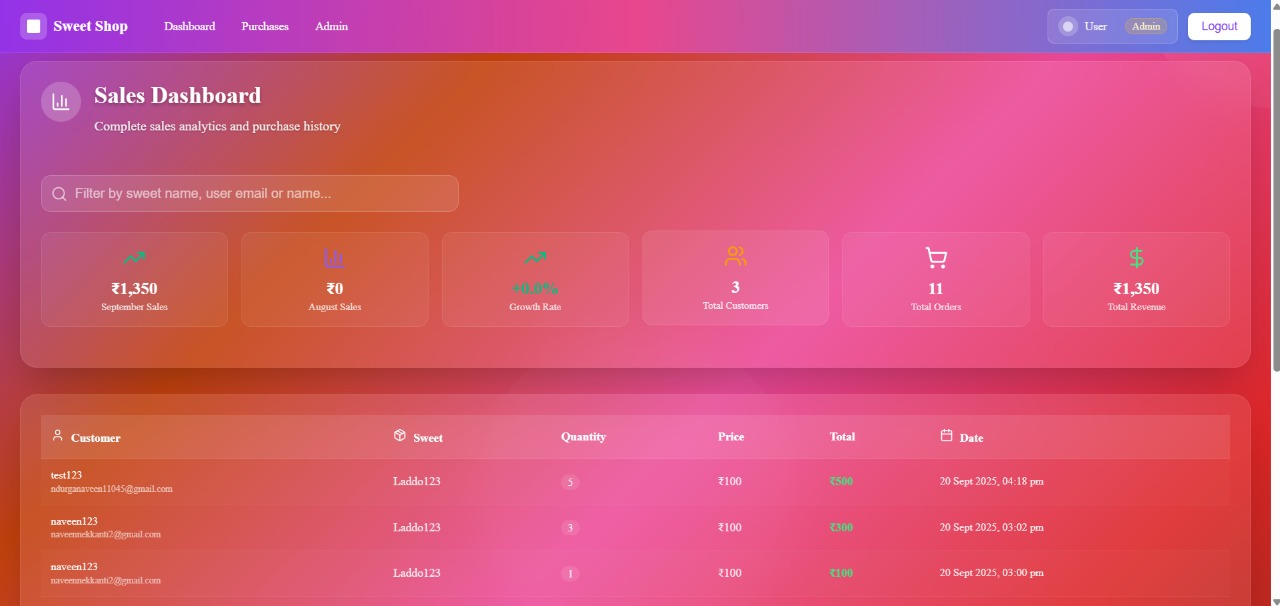 Sweet Shop Dashboard Purchases Admin User Admin Logout
Sales Dashboard
Complete sales analytics and purchase history
Filter by sweet name, user email or name...
₹1,350 ₹0 +0.0% 3 11 ₹1,350
September Sales August Sales Growth Rate Total Customers Total Orders Total Revenue
Customer Sweet Quantity Price Total Date
test123
ndurganaveen11045@gmail.com
Laddo123 5 ₹100 ₹500 20 Sept 2025, 04:18 pm
naveen123
naveennekkanti2@gmail.com
Laddo123 3 ₹100 ₹300 20 Sept 2025, 03:02 pm
naveen123
naveennekkanti2@gmail.com
Laddo123 1 ₹100 ₹100 20 Sept 2025, 03:00 pm